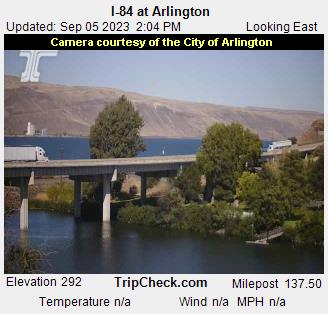 I-84 at Arlington
Updated: Sep 05 2023 2:04 PM Looking East
Camera courtesy of the City of Arlington
Elevation 292 TripCheck.com Milepost 137.50
Temperature n/a Wind n/a MPH n/a